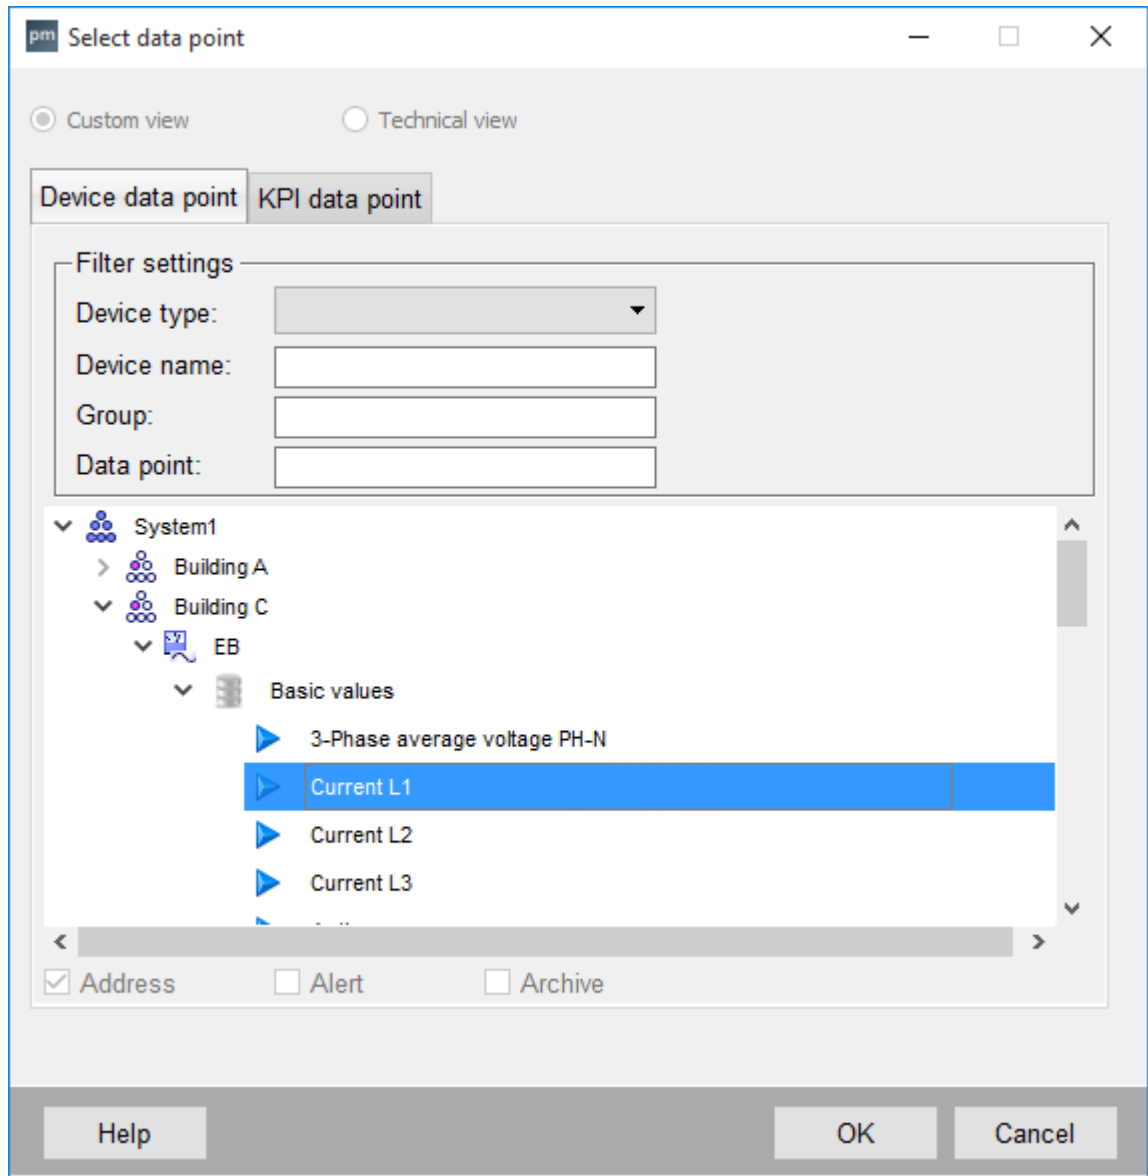 pm Select data point
Custom view Technical view
Device data point KPI data point
Filter settings
Device type:
Device name:
Group:
Data point:
System1
Building A
Building C
EB
Basic values
3-Phase average voltage PH-N
Current L1
Current L2
Current L3
Address Alert Archive
Help OK Cancel